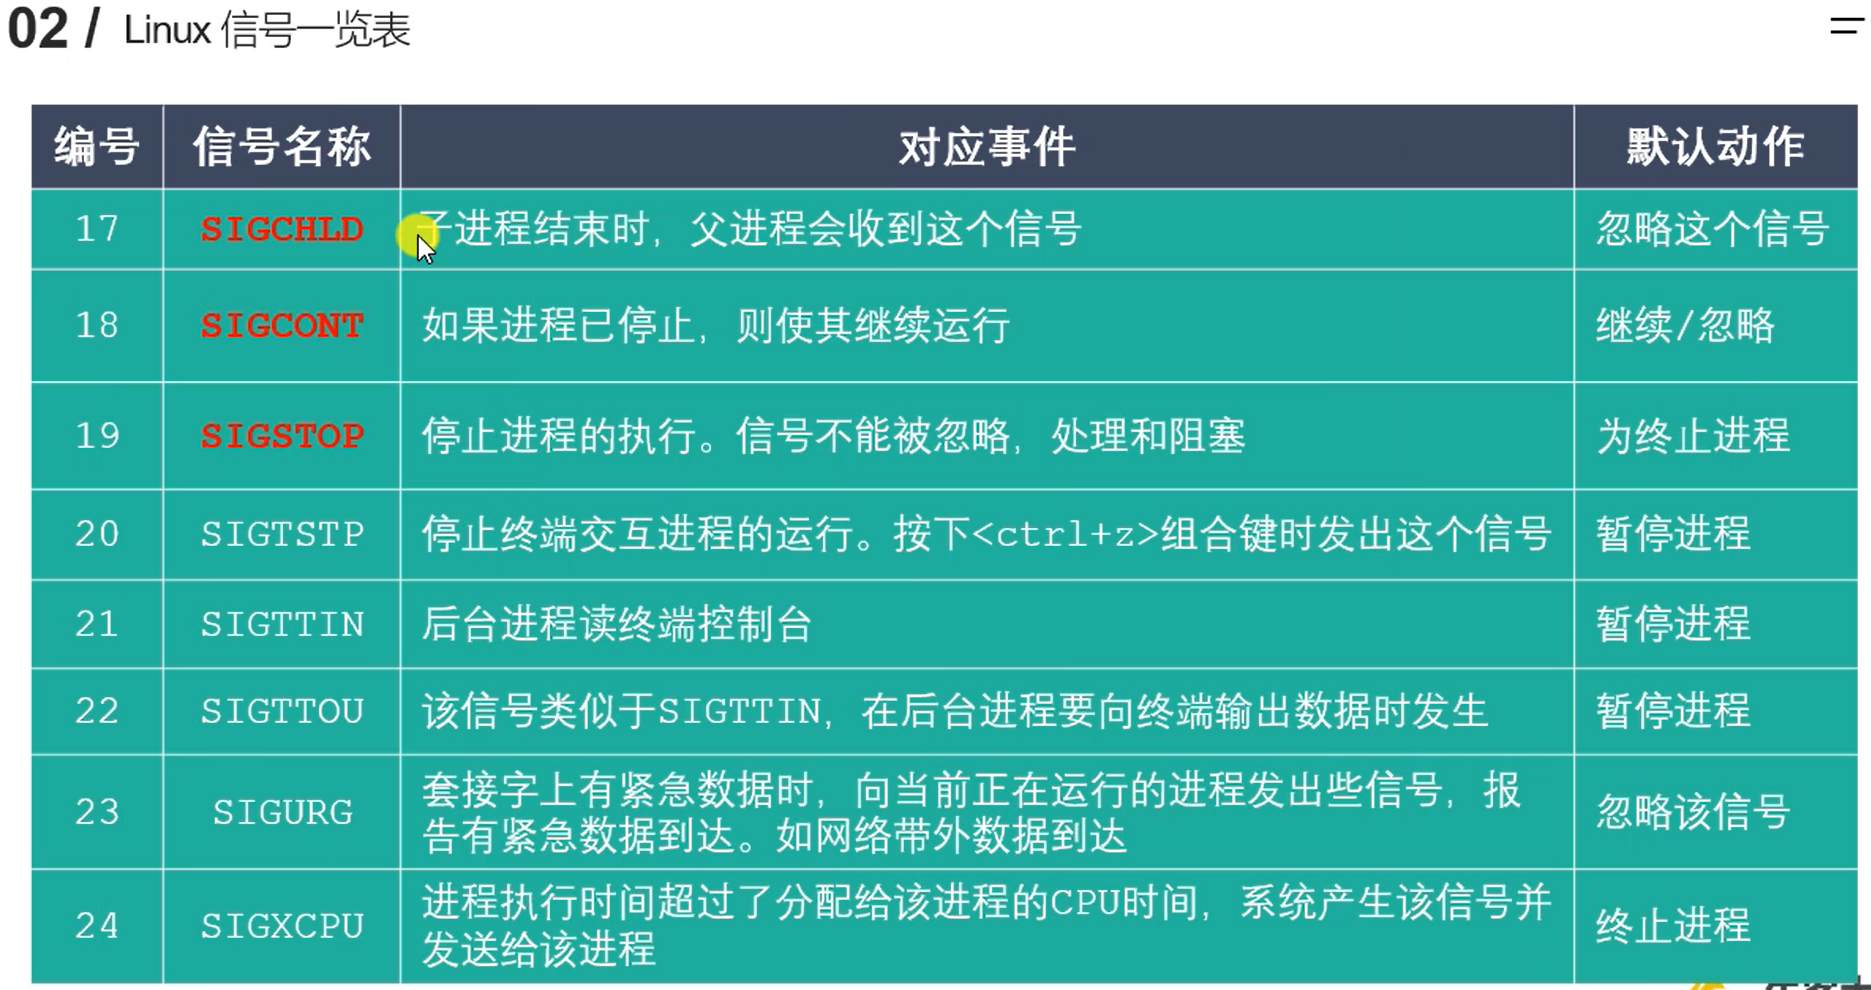 02 / Linux 信号一览表
编号 信号名称 对应事件 默认动作
17 SIGCHLD 子进程结束时，父进程会收到这个信号 忽略这个信号
18 SIGCONT 如果进程已停止，则使其继续运行 继续/忽略
19 SIGSTOP 停止进程的执行。信号不能被忽略，处理和阻塞 为终止进程
20 SIGTSTP 停止终端交互进程的运行。按下<ctrl+z>组合键时发出这个信号 暂停进程
21 SIGTTIN 后台进程读终端控制台 暂停进程
22 SIGTTOU 该信号类似于SIGTTIN，在后台进程要向终端输出数据时发生 暂停进程
23 SIGURG 套接字上有紧急数据时，向当前正在运行的进程发出些信号，报
告有紧急数据到达。如网络带外数据到达 忽略该信号
24 SIGXCPU 进程执行时间超过了分配给该进程的CPU时间，系统产生该信号并
发送给该进程 终止进程